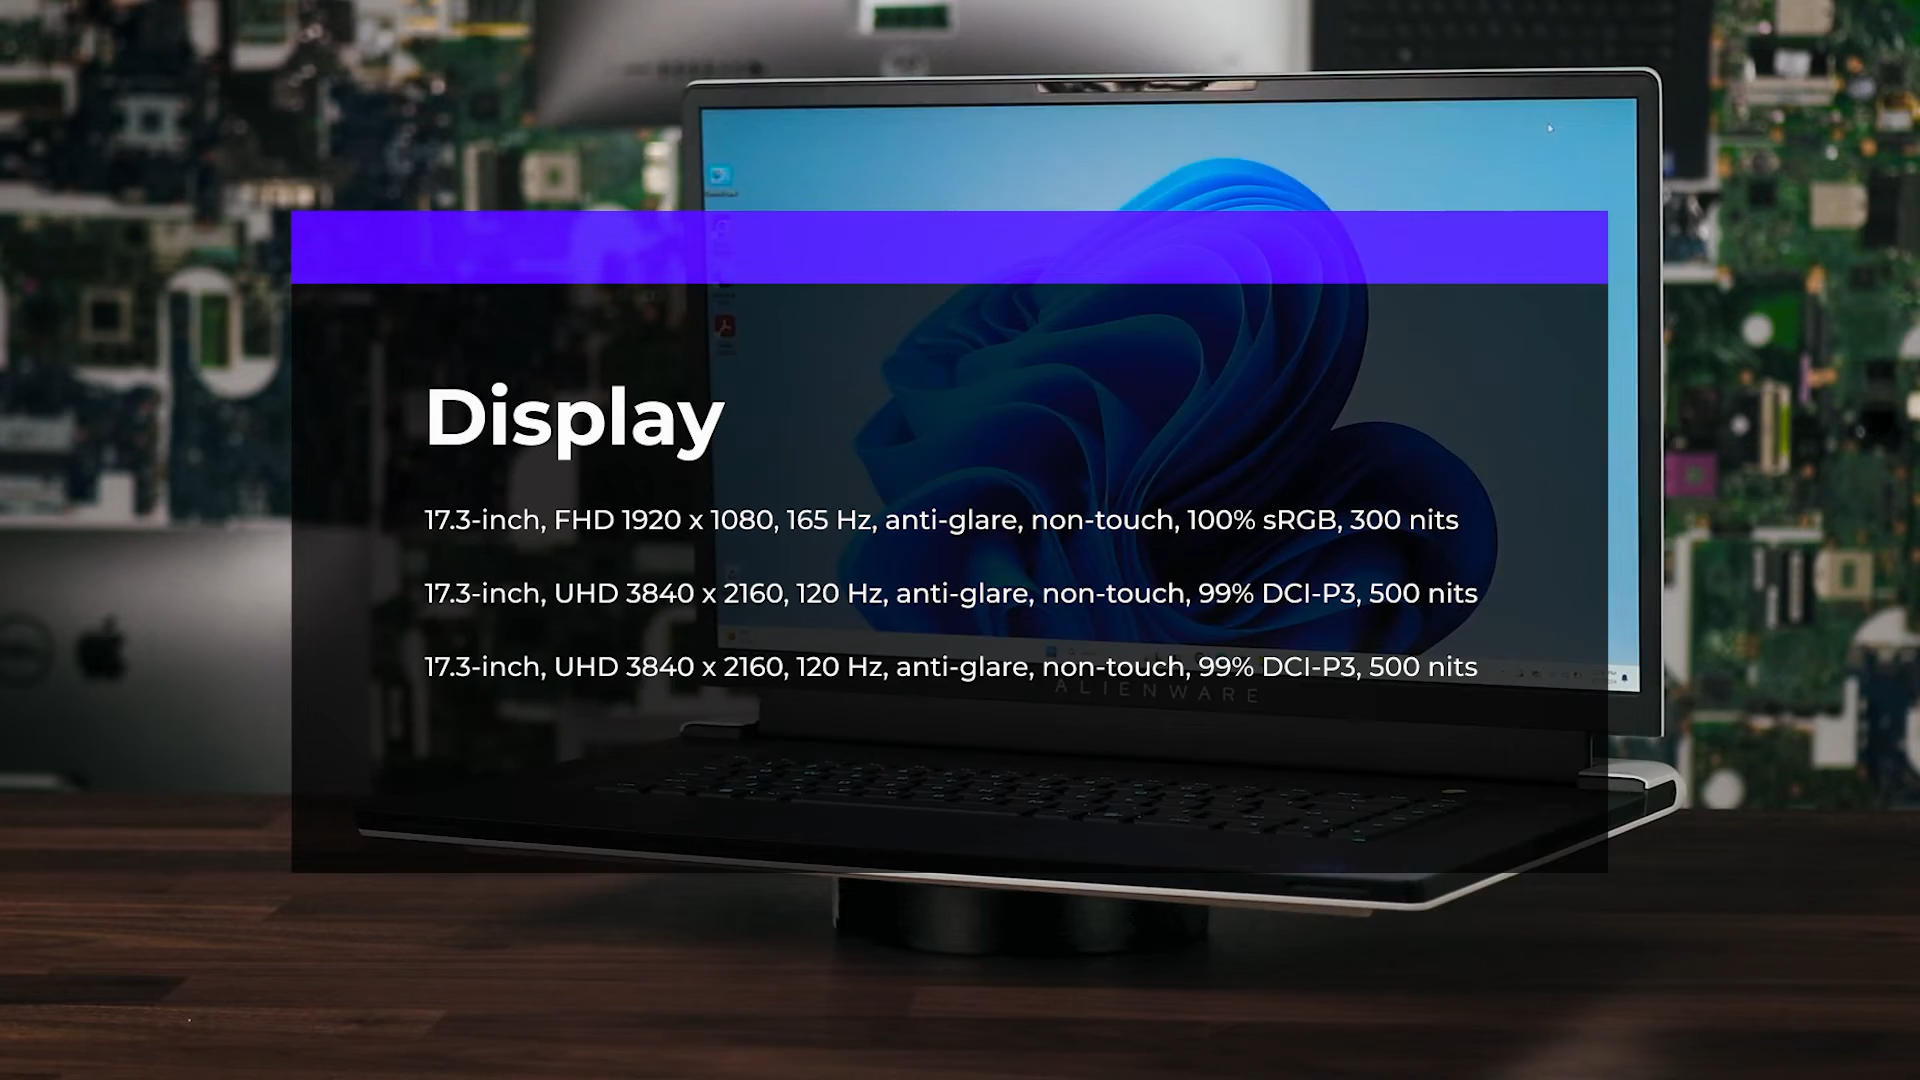 Display
17.3-inch, FHD 1920 x 1080, 165 Hz, anti-glare, non-touch, 100% sRGB, 300 nits
17.3-inch, UHD 3840 x 2160, 120 Hz, anti-glare, non-touch, 99% DCI-P3, 500 nits
17.3-inch, UHD 3840 x 2160, 120 Hz, anti-glare, non-touch, 99% DCI-P3, 500 nits
ALIENWARE